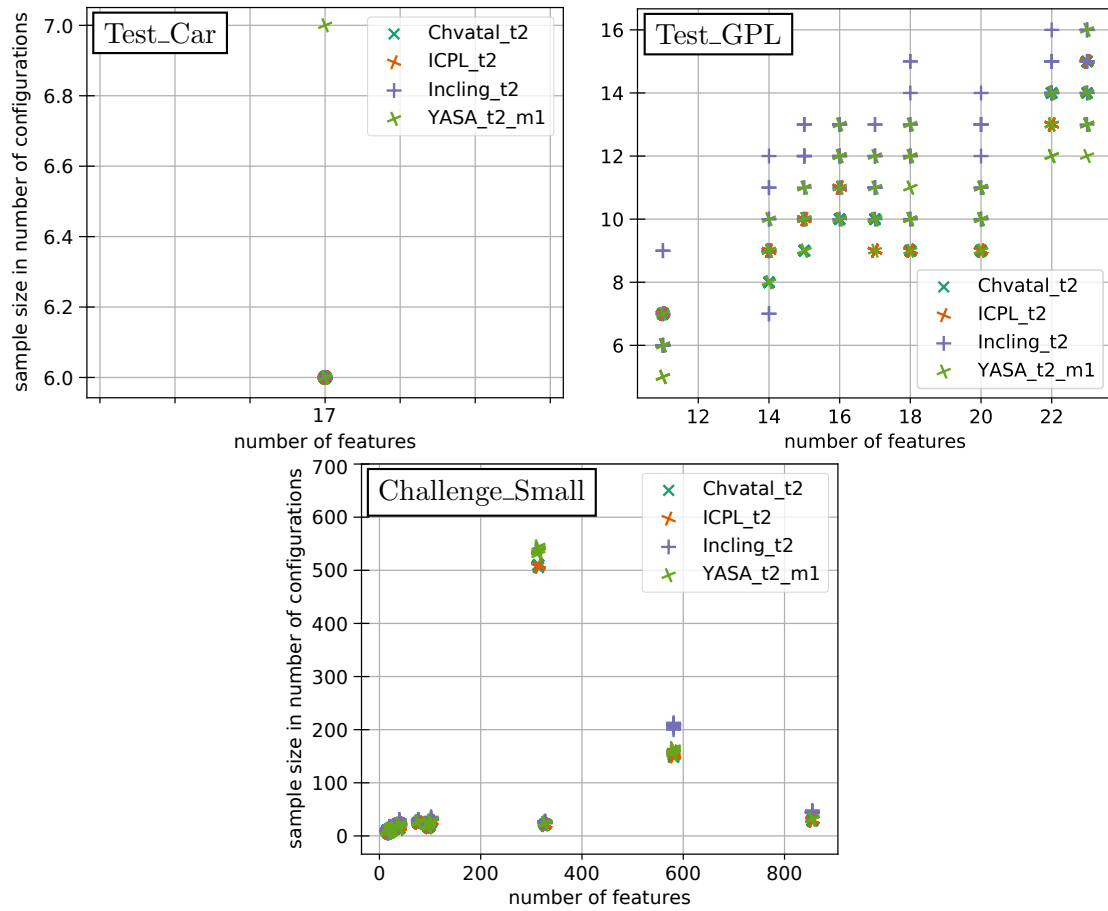 Test_Car
Chvatal_t2
ICPL_t2
Incling_t2
YASA_t2_m1
7.0
6.8
6.6
6.4
6.2
6.0
sample size in number of configurations
17
number of features
Test_GPL
16
14
12
10
8
6
Chvatal_t2
ICPL_t2
Incling_t2
YASA_t2_m1
12 14 16 18 20 22
number of features
Challenge_Small
Chvatal_t2
ICPL_t2
Incling_t2
YASA_t2_m1
700
600
500
400
300
200
100
0
sample size in number of configurations
0 200 400 600 800
number of features